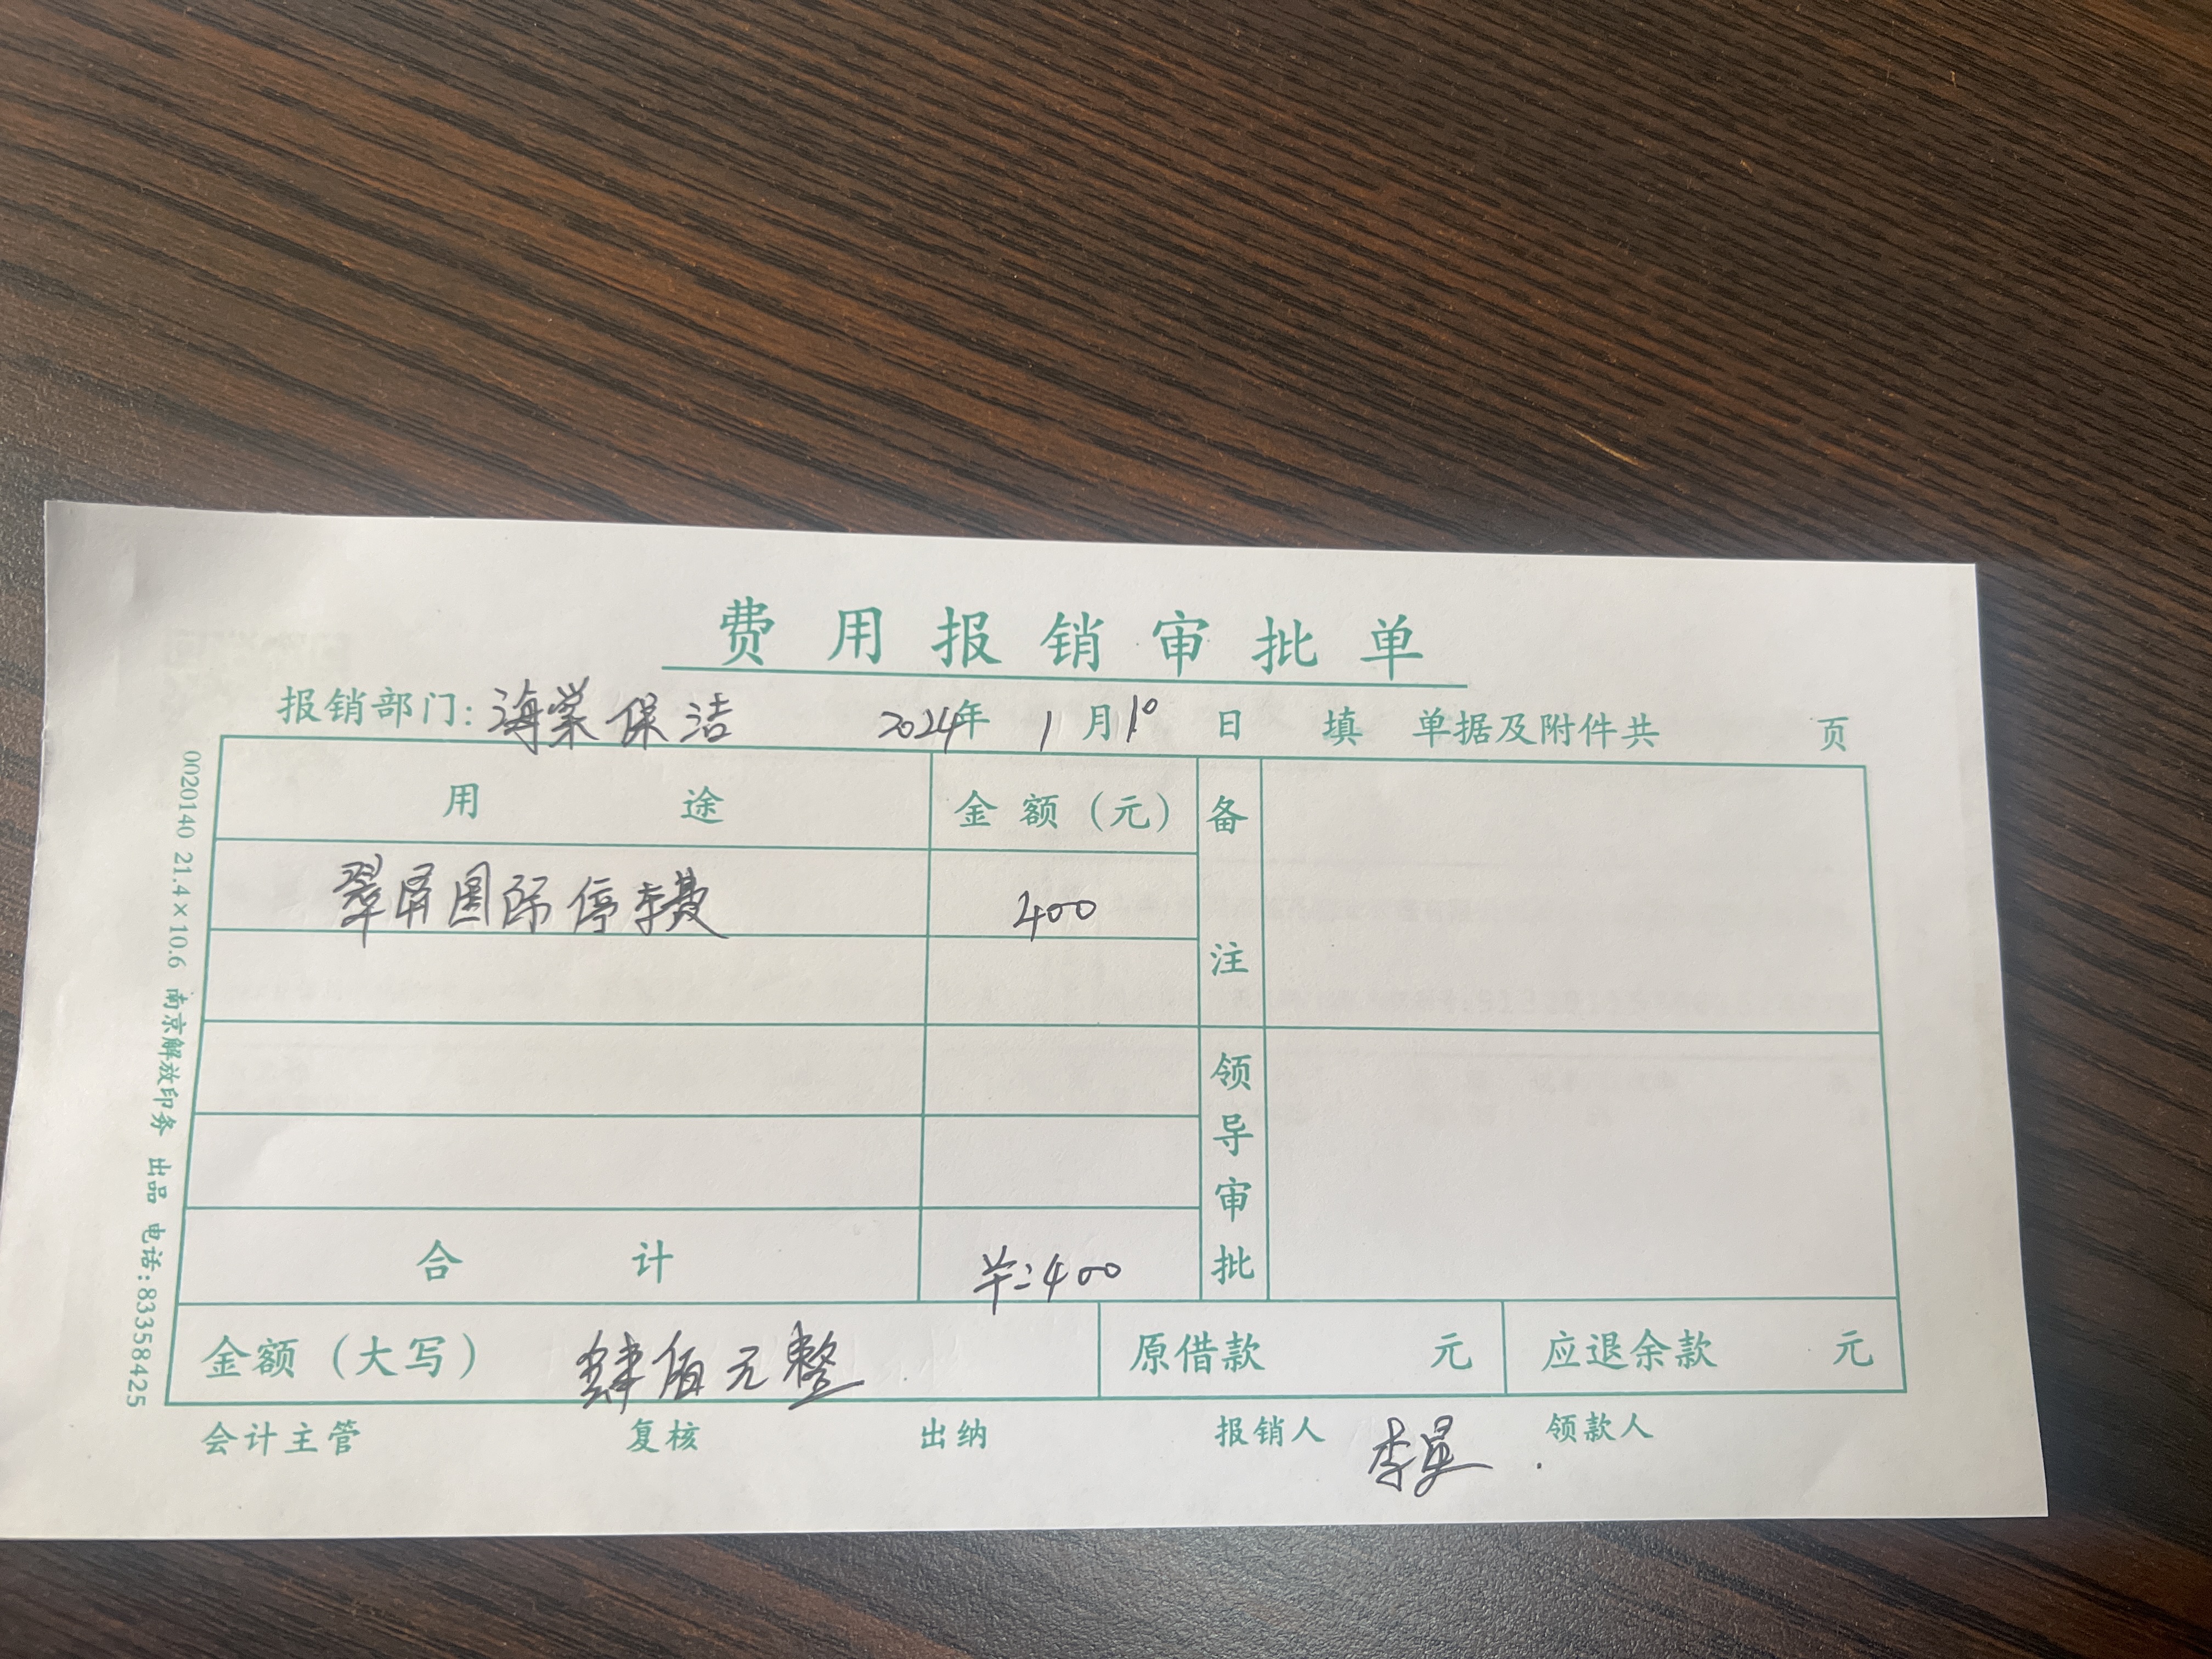 费用报销审批单
报销部门: 海棠保洁 2024年 1月10日 填 单据及附件共 页
用途 金额(元) 备注
翠屏国际停车费 400
领导审批
合计 ¥:400
金额(大写) 肆佰元整 原借款 元 应退余款 元
会计主管 复核 出纳 报销人 李 领款人
0020140 21.4×10.6 南京解放印务 出品 电话:83358425